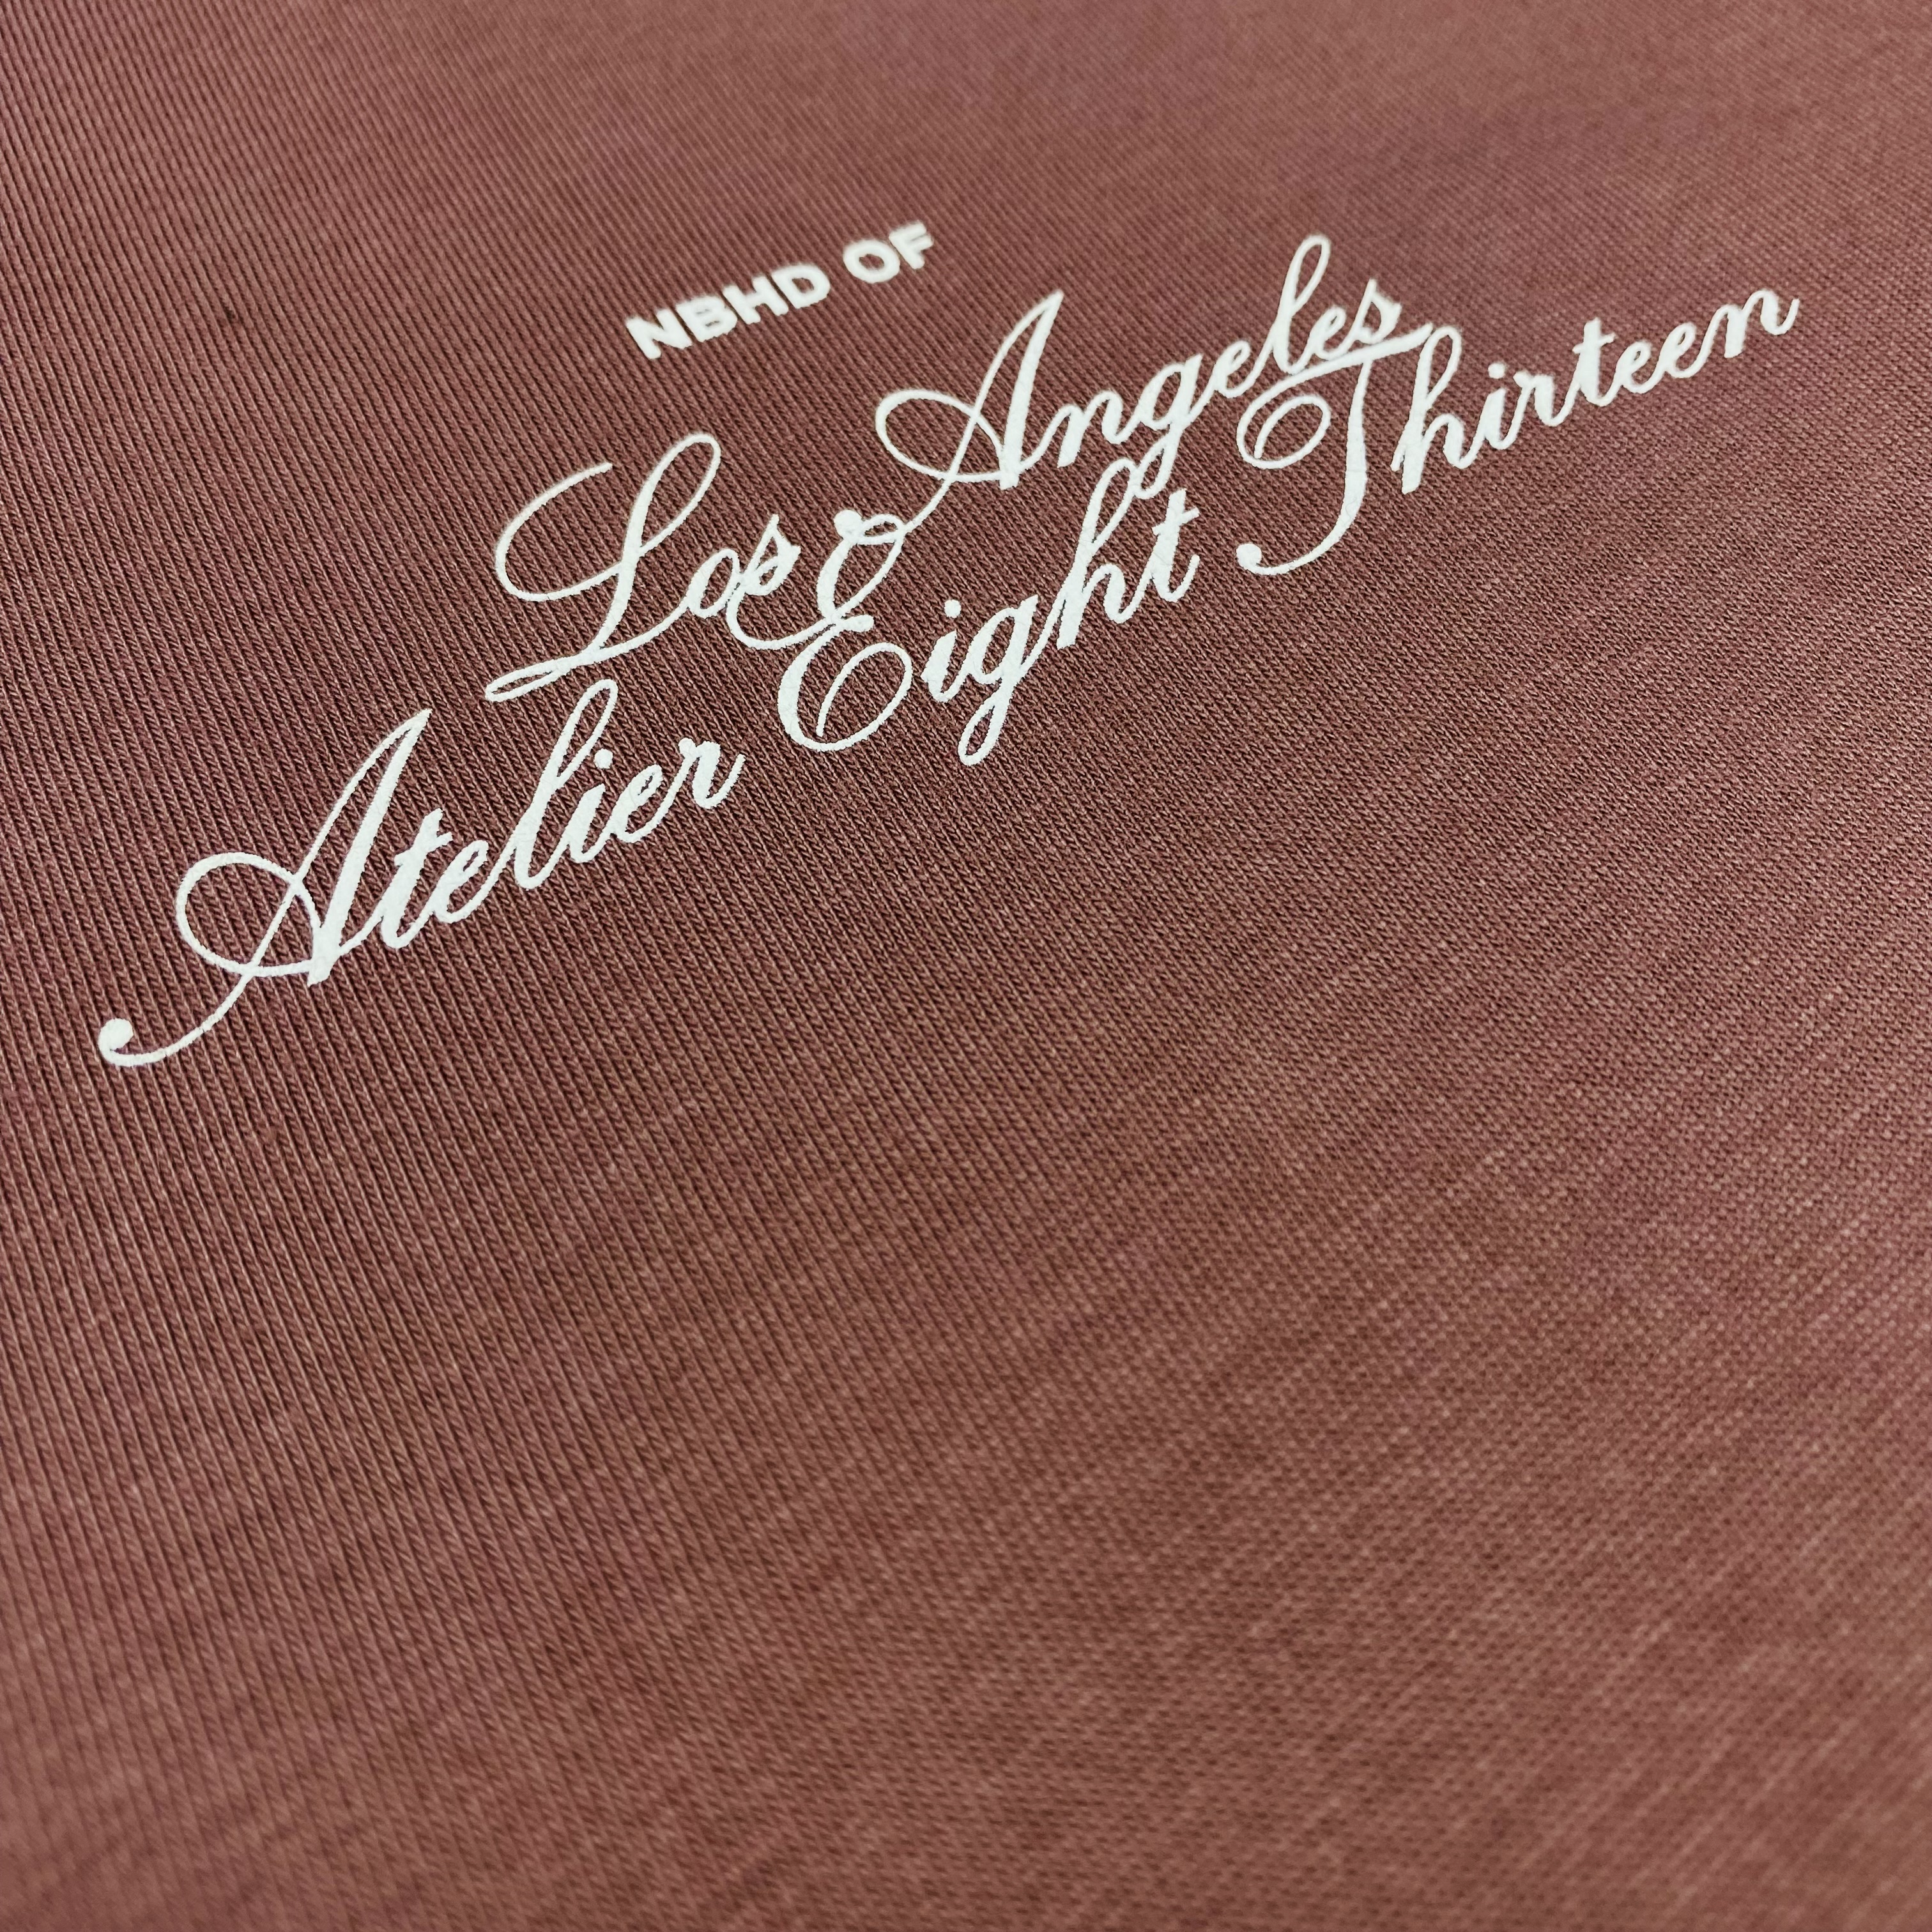 NBHD OF
Los Angeles
Atelier Eight Thirteen